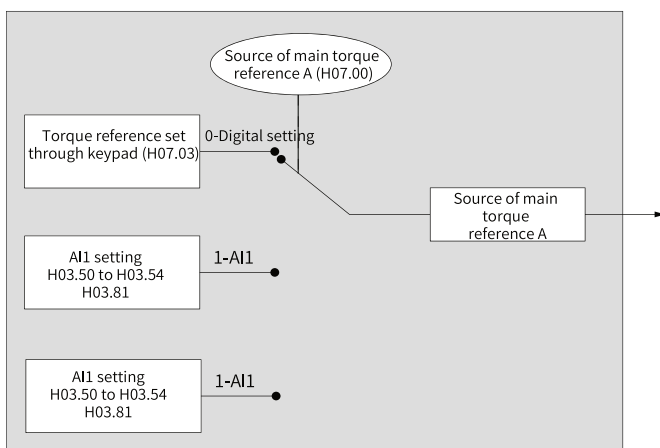 Source of main torque
reference A (H07.00)
Torque reference set
through keypad (H07.03)
0-Digital setting
Source of main
torque
reference A
AI1 setting
H03.50 to H03.54
H03.81
1-AI1
AI1 setting
H03.50 to H03.54
H03.81
1-AI1